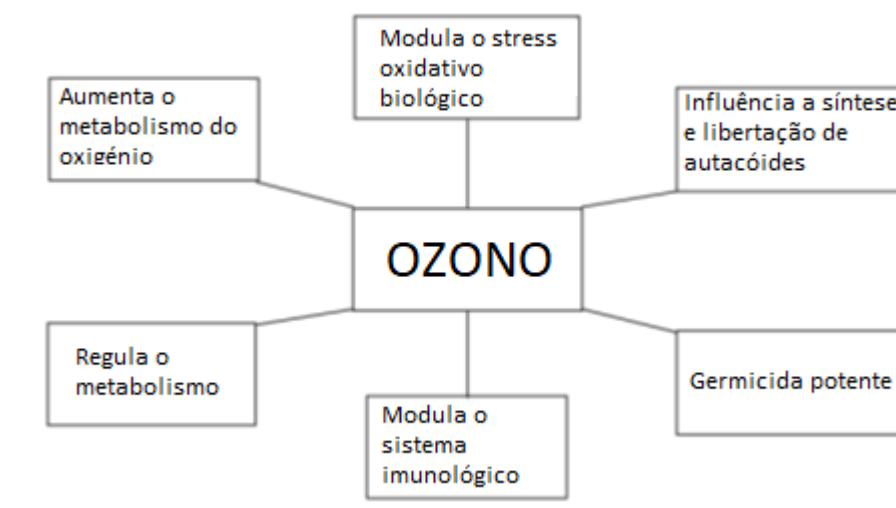 Modula o stress
oxidativo
biológico
Aumenta o
metabolismo do
oxigénio
Influência a síntese
e libertação de
autacóides
OZONO
Regula o
metabolismo
Germicida potente
Modula o
sistema
imunológico